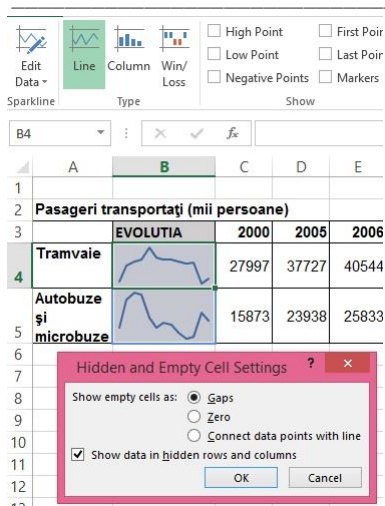 High Point First Poin
Low Point Last Poin
Negative Points Markers
Edit Data Line Column Win/ Loss
Sparkline Type Show
B4 fx
A B C D E
1
2 Pasageri transportaţi (mii persoane)
3 EVOLUTIA 2000 2005 2006
4 Tramvaie 27997 37727 40544
5 Autobuze şi microbuze 15873 23938 25833
6
7
8
9
10
11
12
Hidden and Empty Cell Settings ? ×
Show empty cells as: Gaps
Zero
Connect data points with line
Show data in hidden rows and columns
OK Cancel